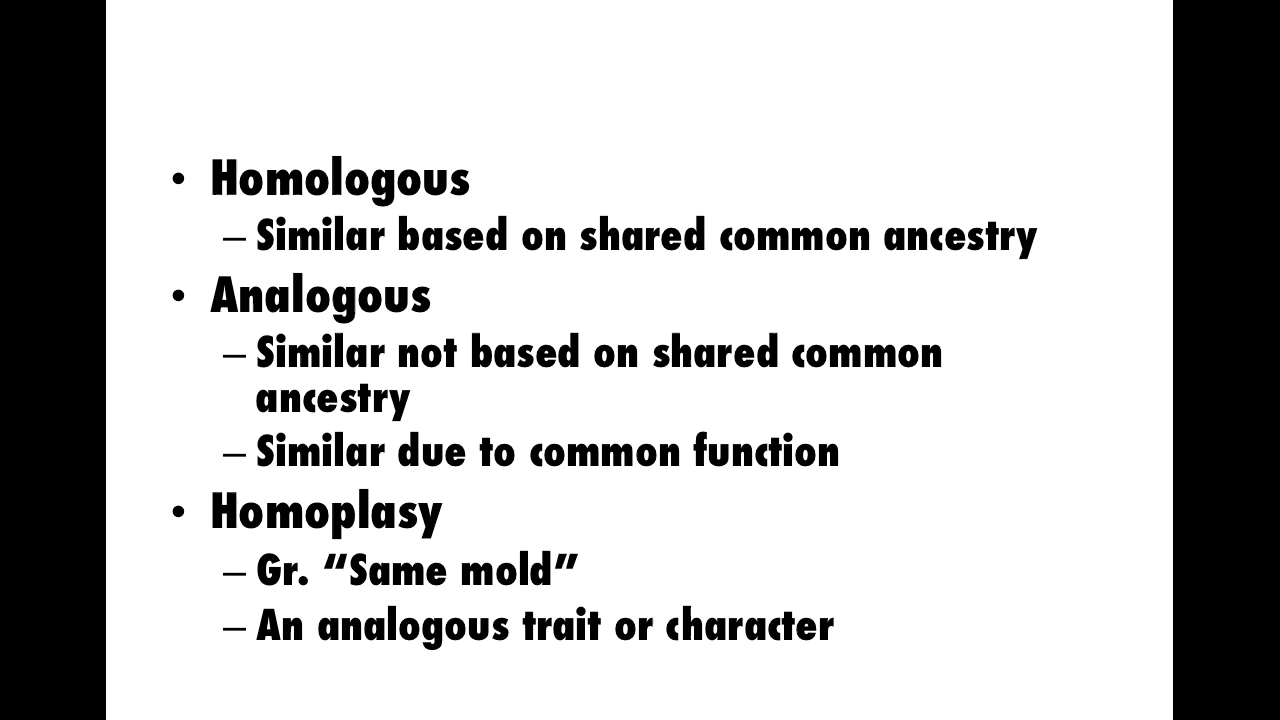 • Homologous
– Similar based on shared common ancestry
• Analogous
– Similar not based on shared common
ancestry
– Similar due to common function
• Homoplasy
– Gr. “Same mold”
– An analogous trait or character